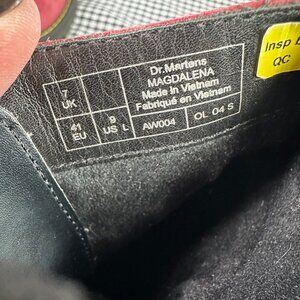 7
UK
41
EU
9
US L
Dr.Martens
MAGDALENA
Made in Vietnam
Fabriqué en Vietnam
AW004
OL 04 S
Insp
QC